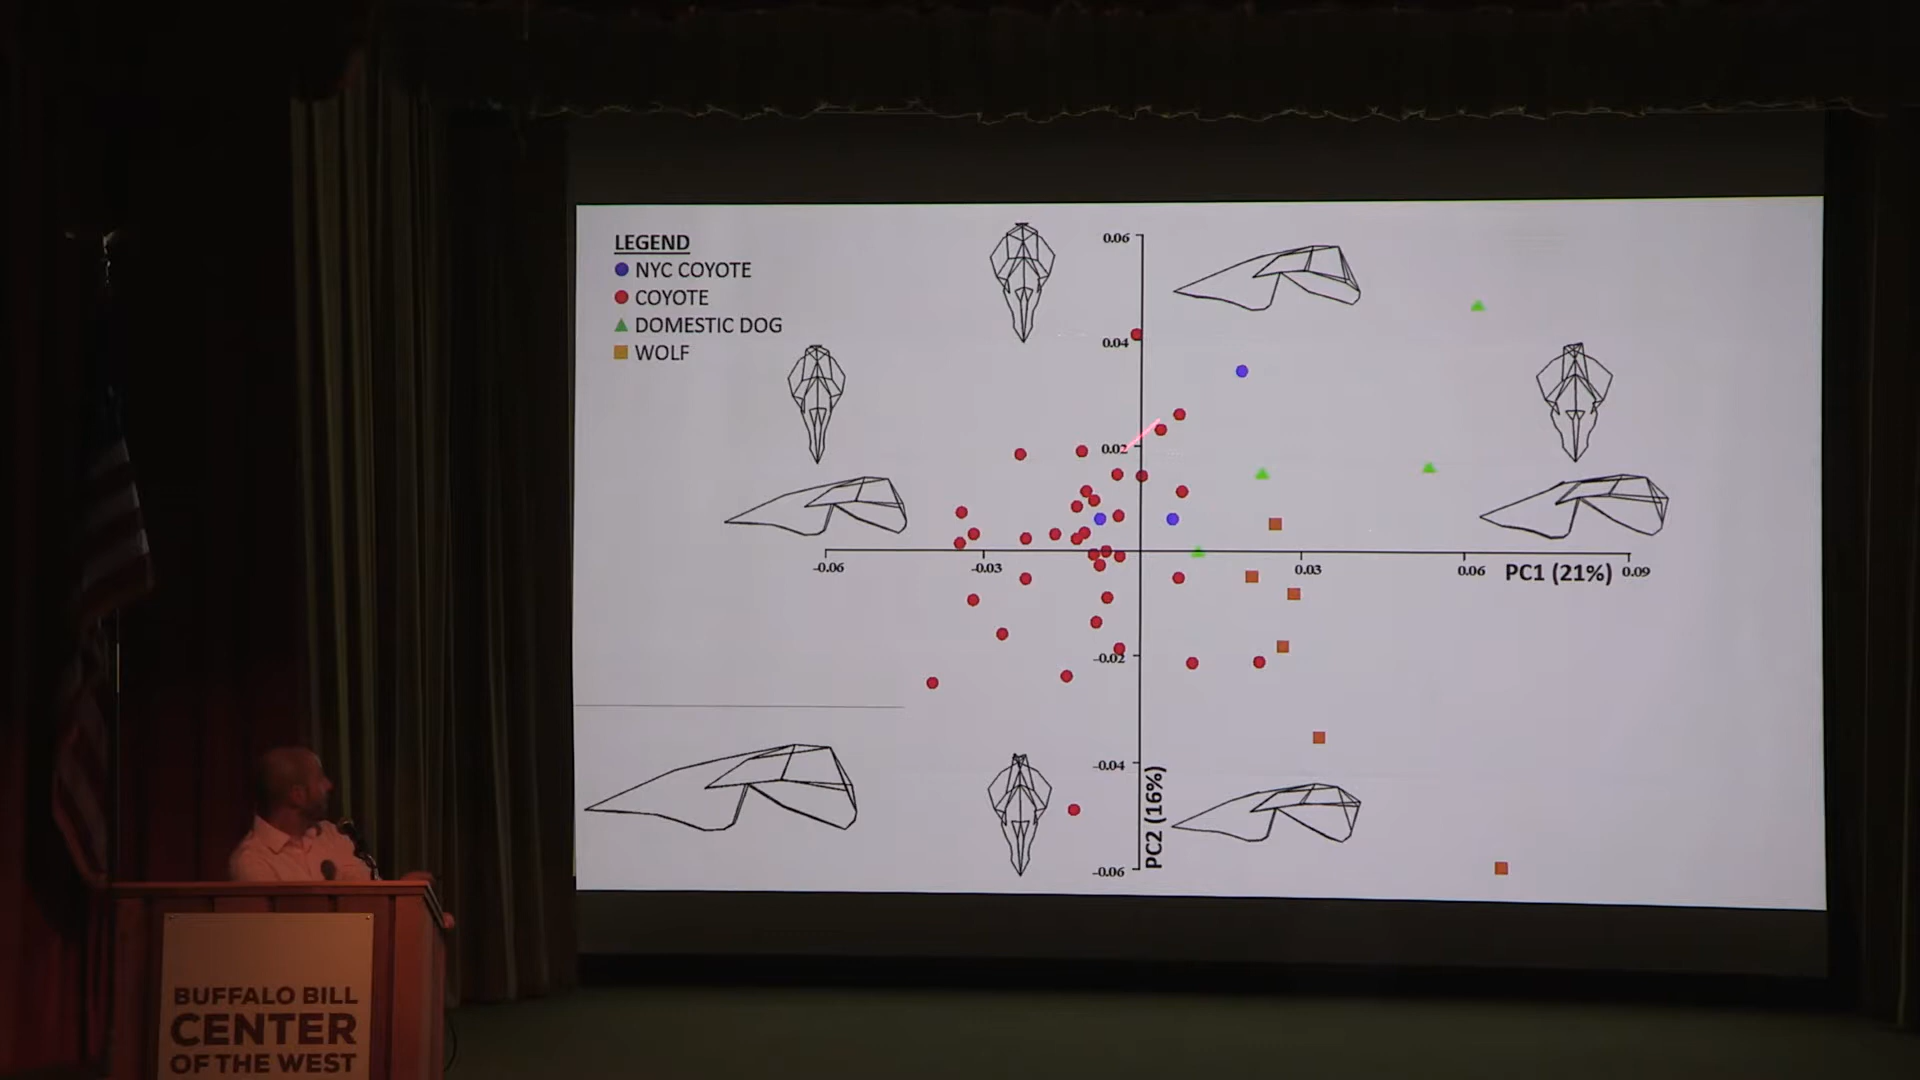 LEGEND
NYC COYOTE
COYOTE
DOMESTIC DOG
WOLF
0.06
0.04
0.02
-0.06
-0.03
0.03
0.06
PC1 (21%)
0.09
-0.02
-0.04
PC2 (16%)
-0.06
BUFFALO BILL
CENTER
OF THE WEST